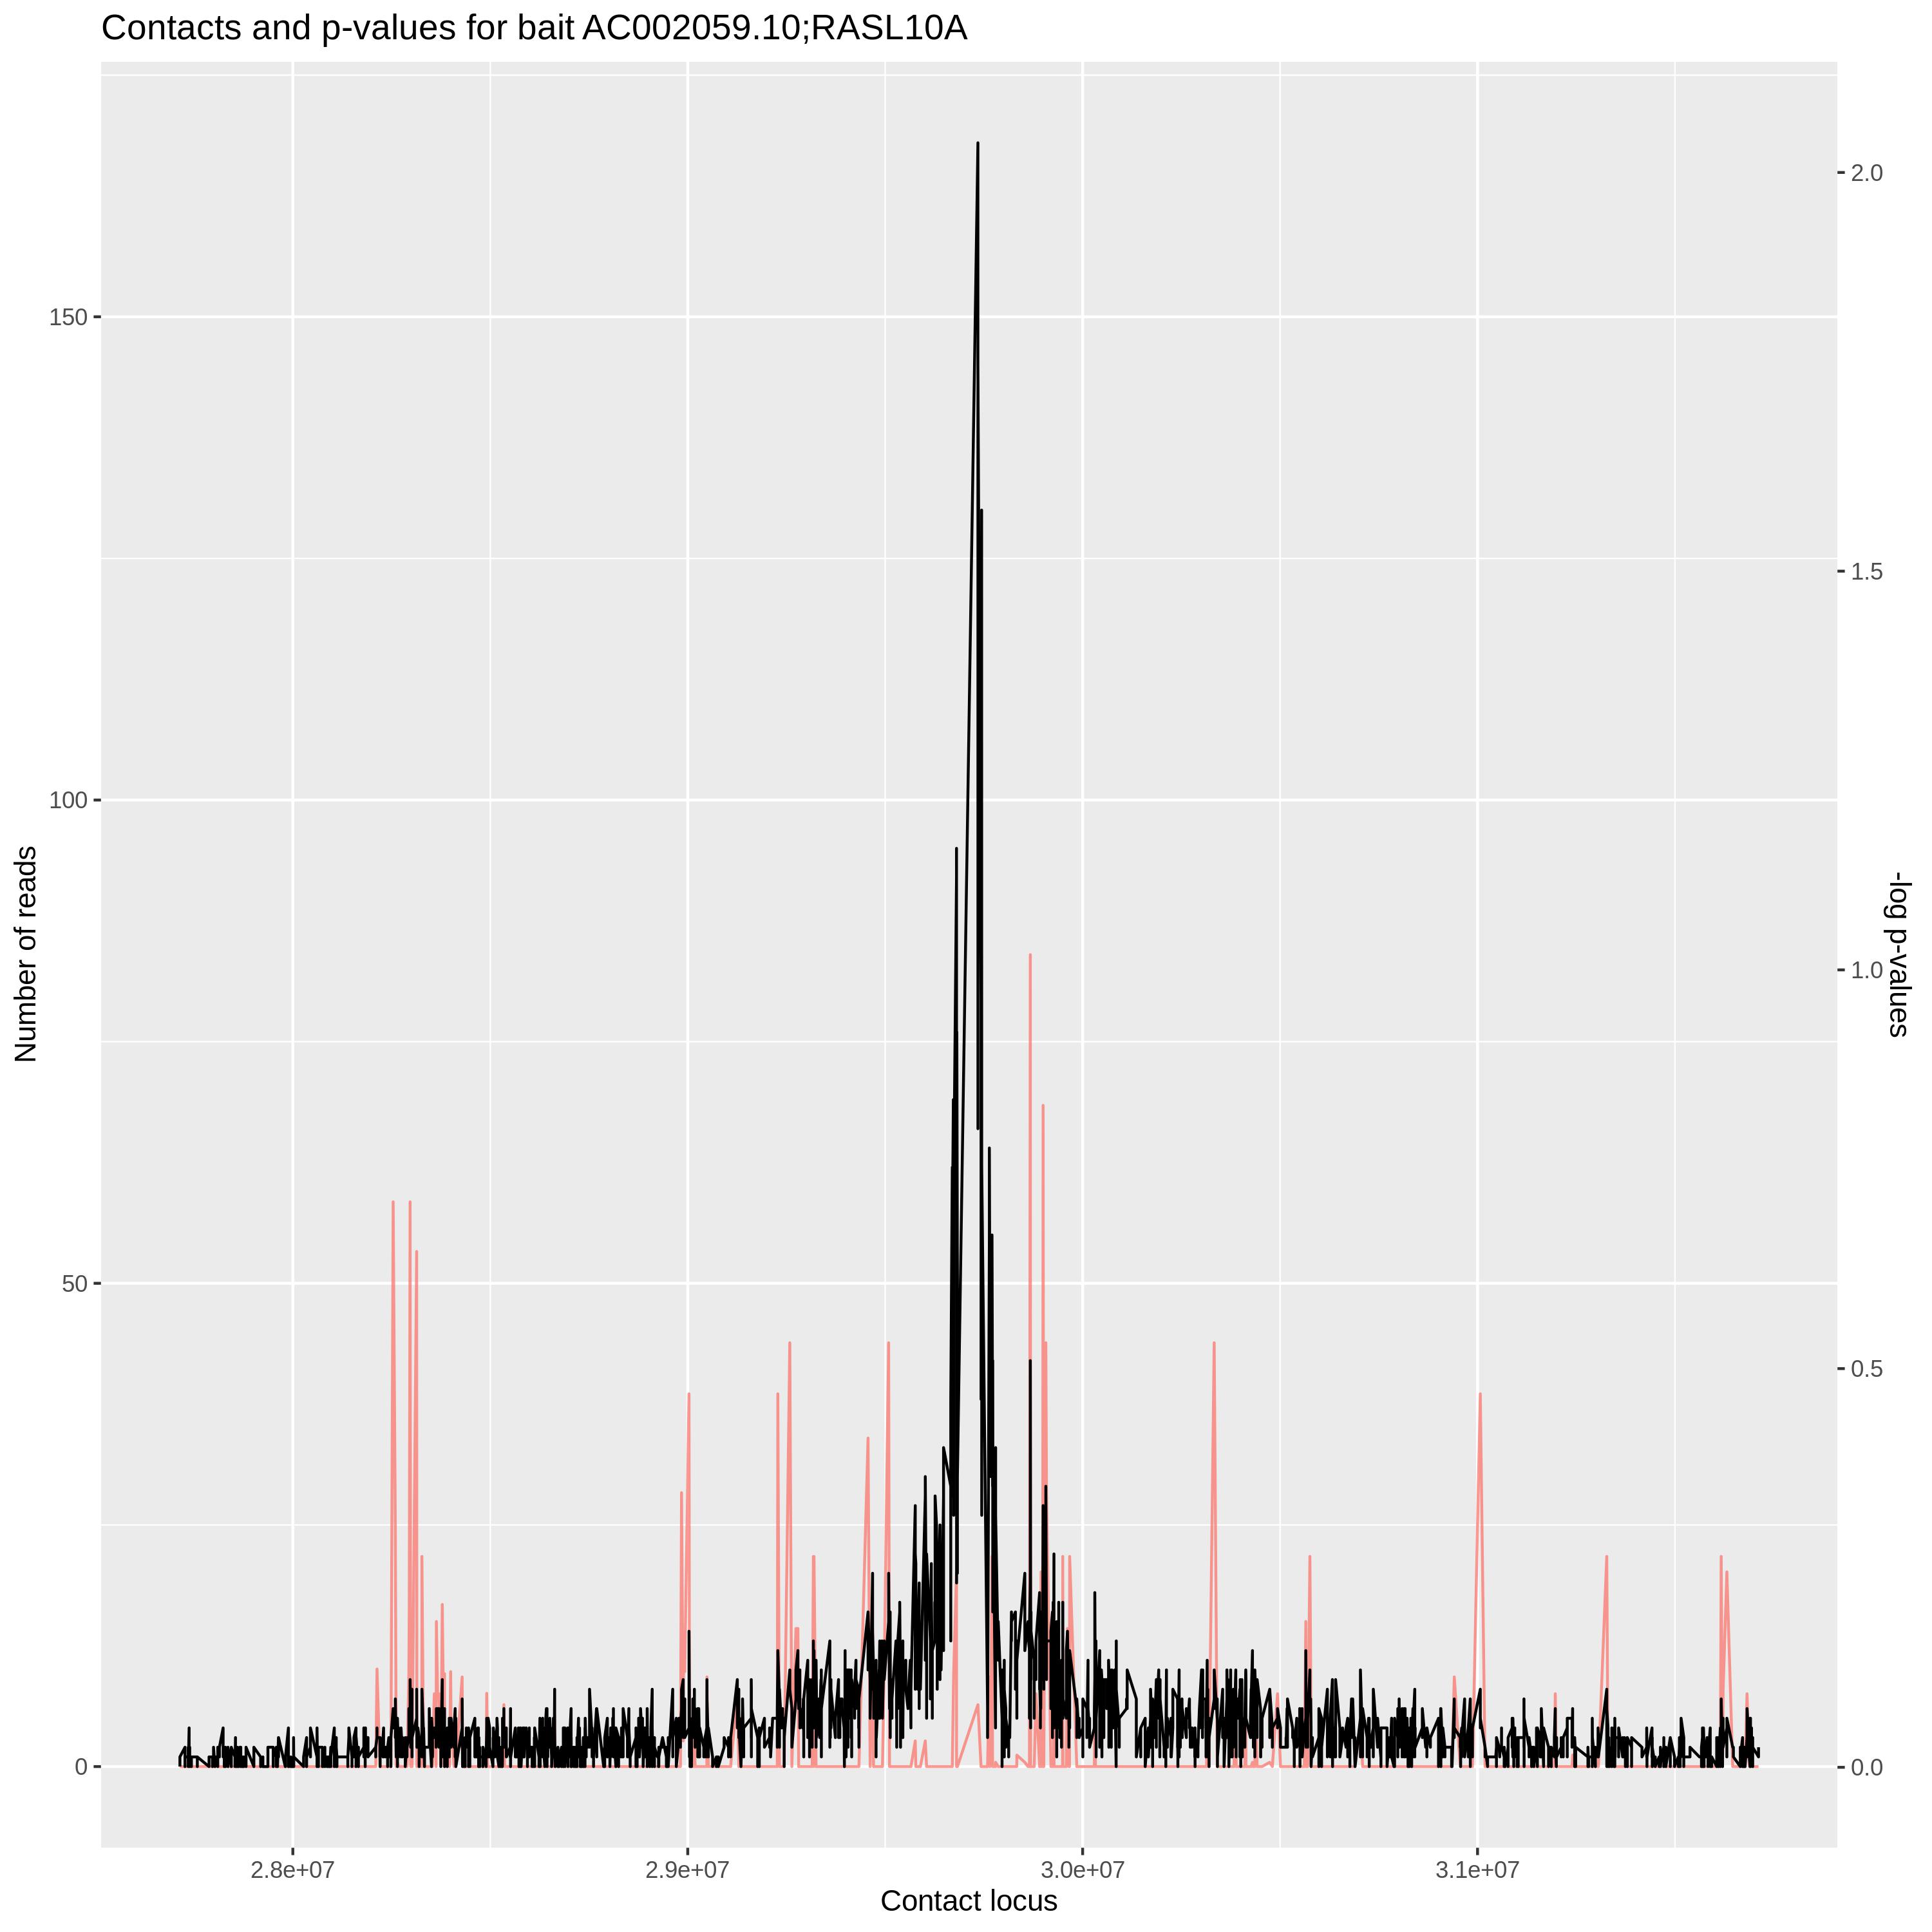 Contacts and p-values for bait AC002059.10;RASL10A
150
100
50
0
Number of reads
2.0
1.5
1.0
0.5
0.0
-log p-values
2.8e+07
2.9e+07
3.0e+07
3.1e+07
Contact locus